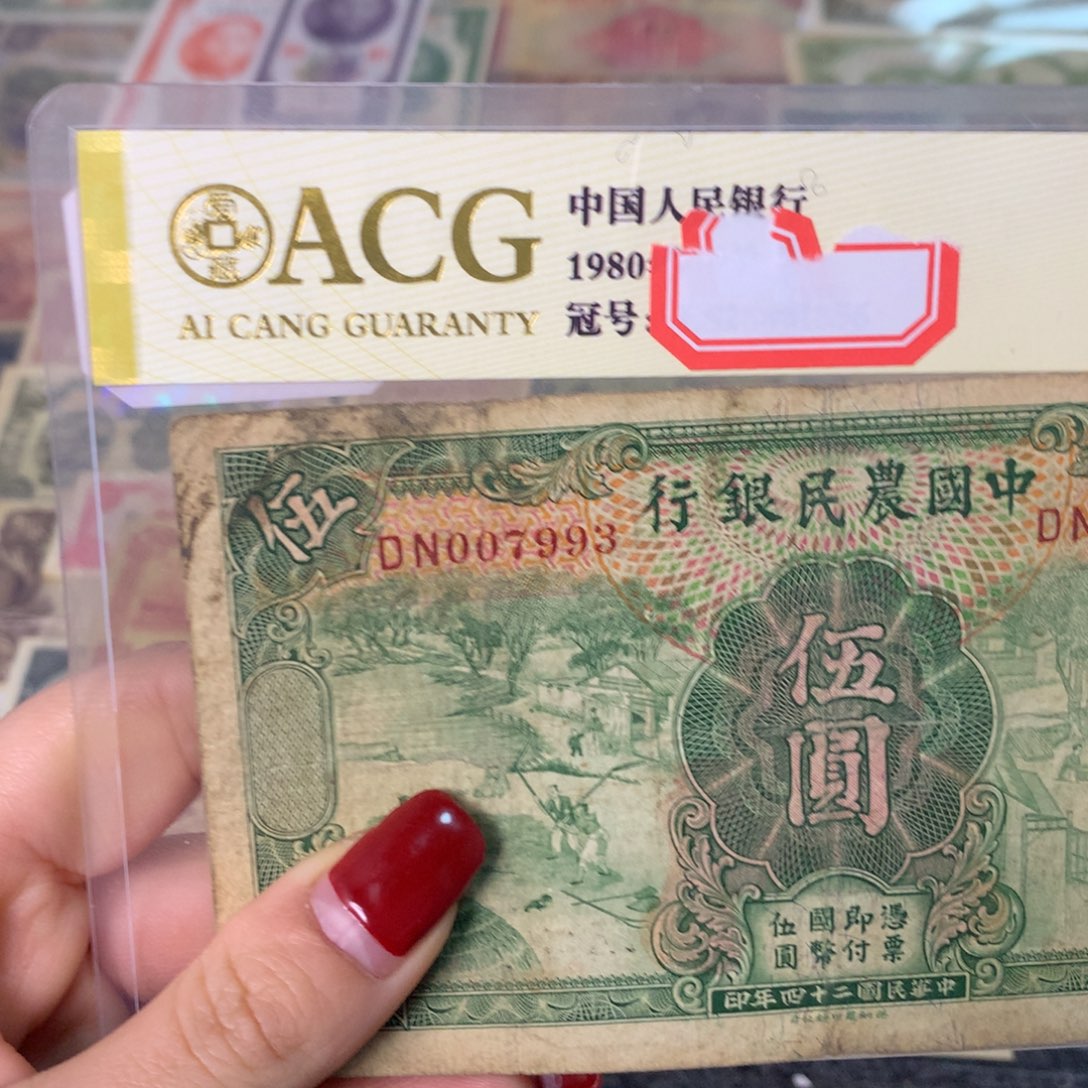 ACG
AI CANG GUARANTY
中国人民银行
1980
冠号:
伍
DN007993
行銀民農國中
DN
伍圓
憑即國伍
票付幣圓
印年四十二國民華中